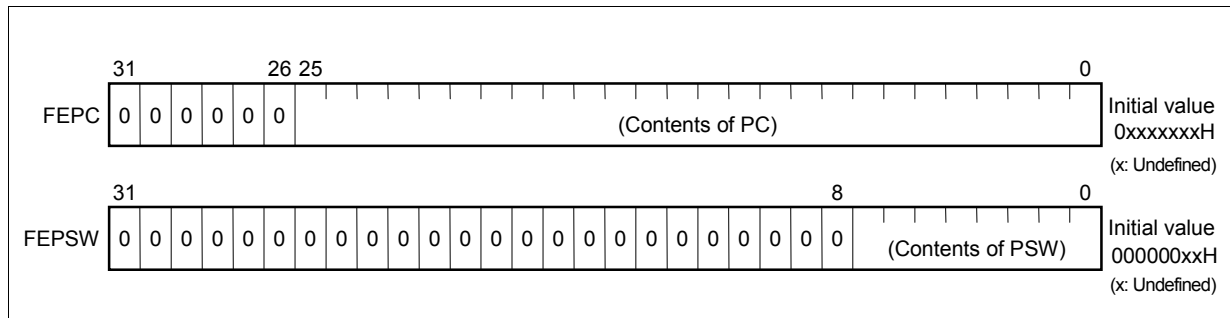 31 26 25 0
FEPC 0 0 0 0 0 0 (Contents of PC) Initial value
0xxxxxxxH
(x: Undefined)
31 8 0
FEPSW 0 0 0 0 0 0 0 0 0 0 0 0 0 0 0 0 0 0 0 0 0 0 0 0 (Contents of PSW) Initial value
000000xxH
(x: Undefined)